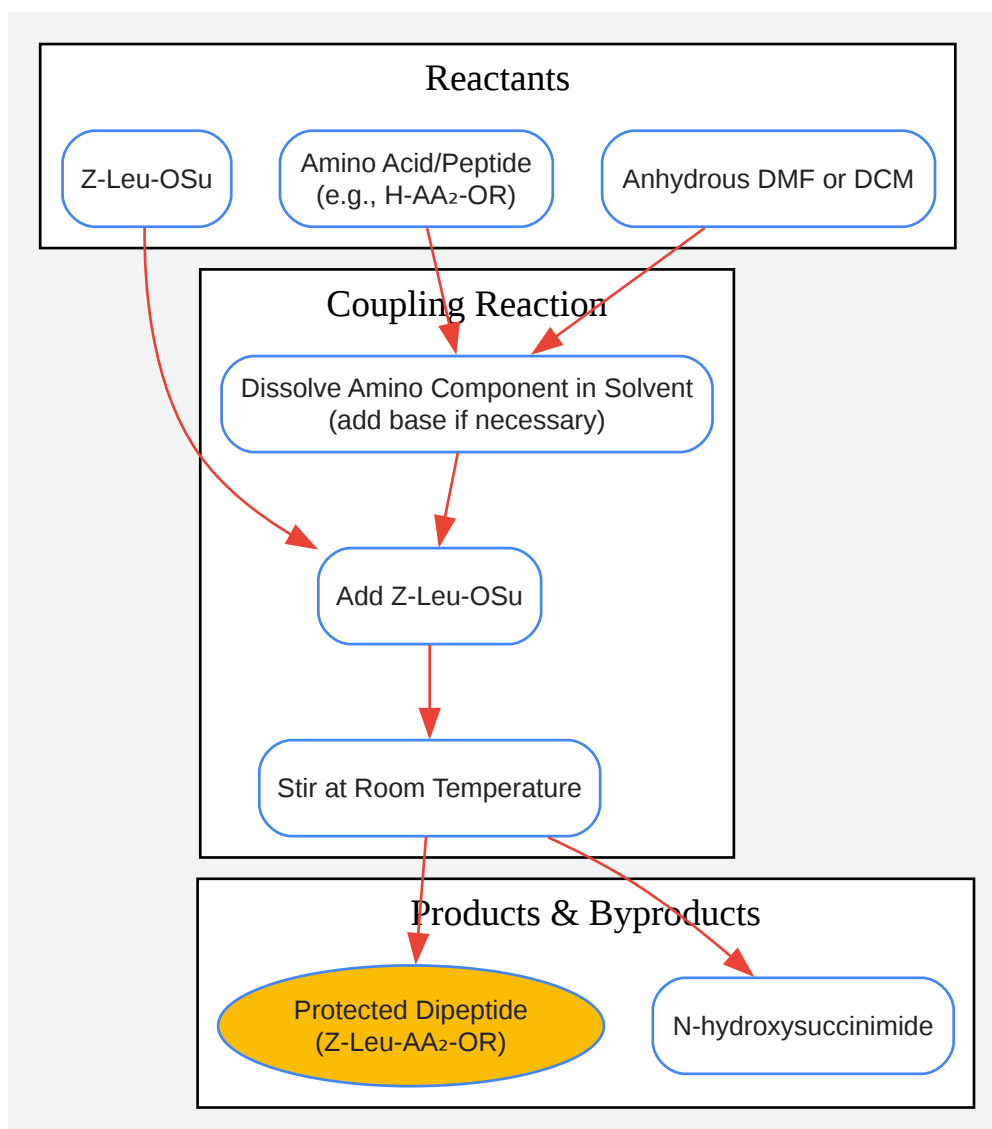 Reactants
Z-Leu-OSu
Amino Acid/Peptide
(e.g., H-AA₂-OR)
Anhydrous DMF or DCM
Coupling Reaction
Dissolve Amino Component in Solvent
(add base if necessary)
Add Z-Leu-OSu
Stir at Room Temperature
Products & Byproducts
Protected Dipeptide
(Z-Leu-AA₂-OR)
N-hydroxysuccinimide